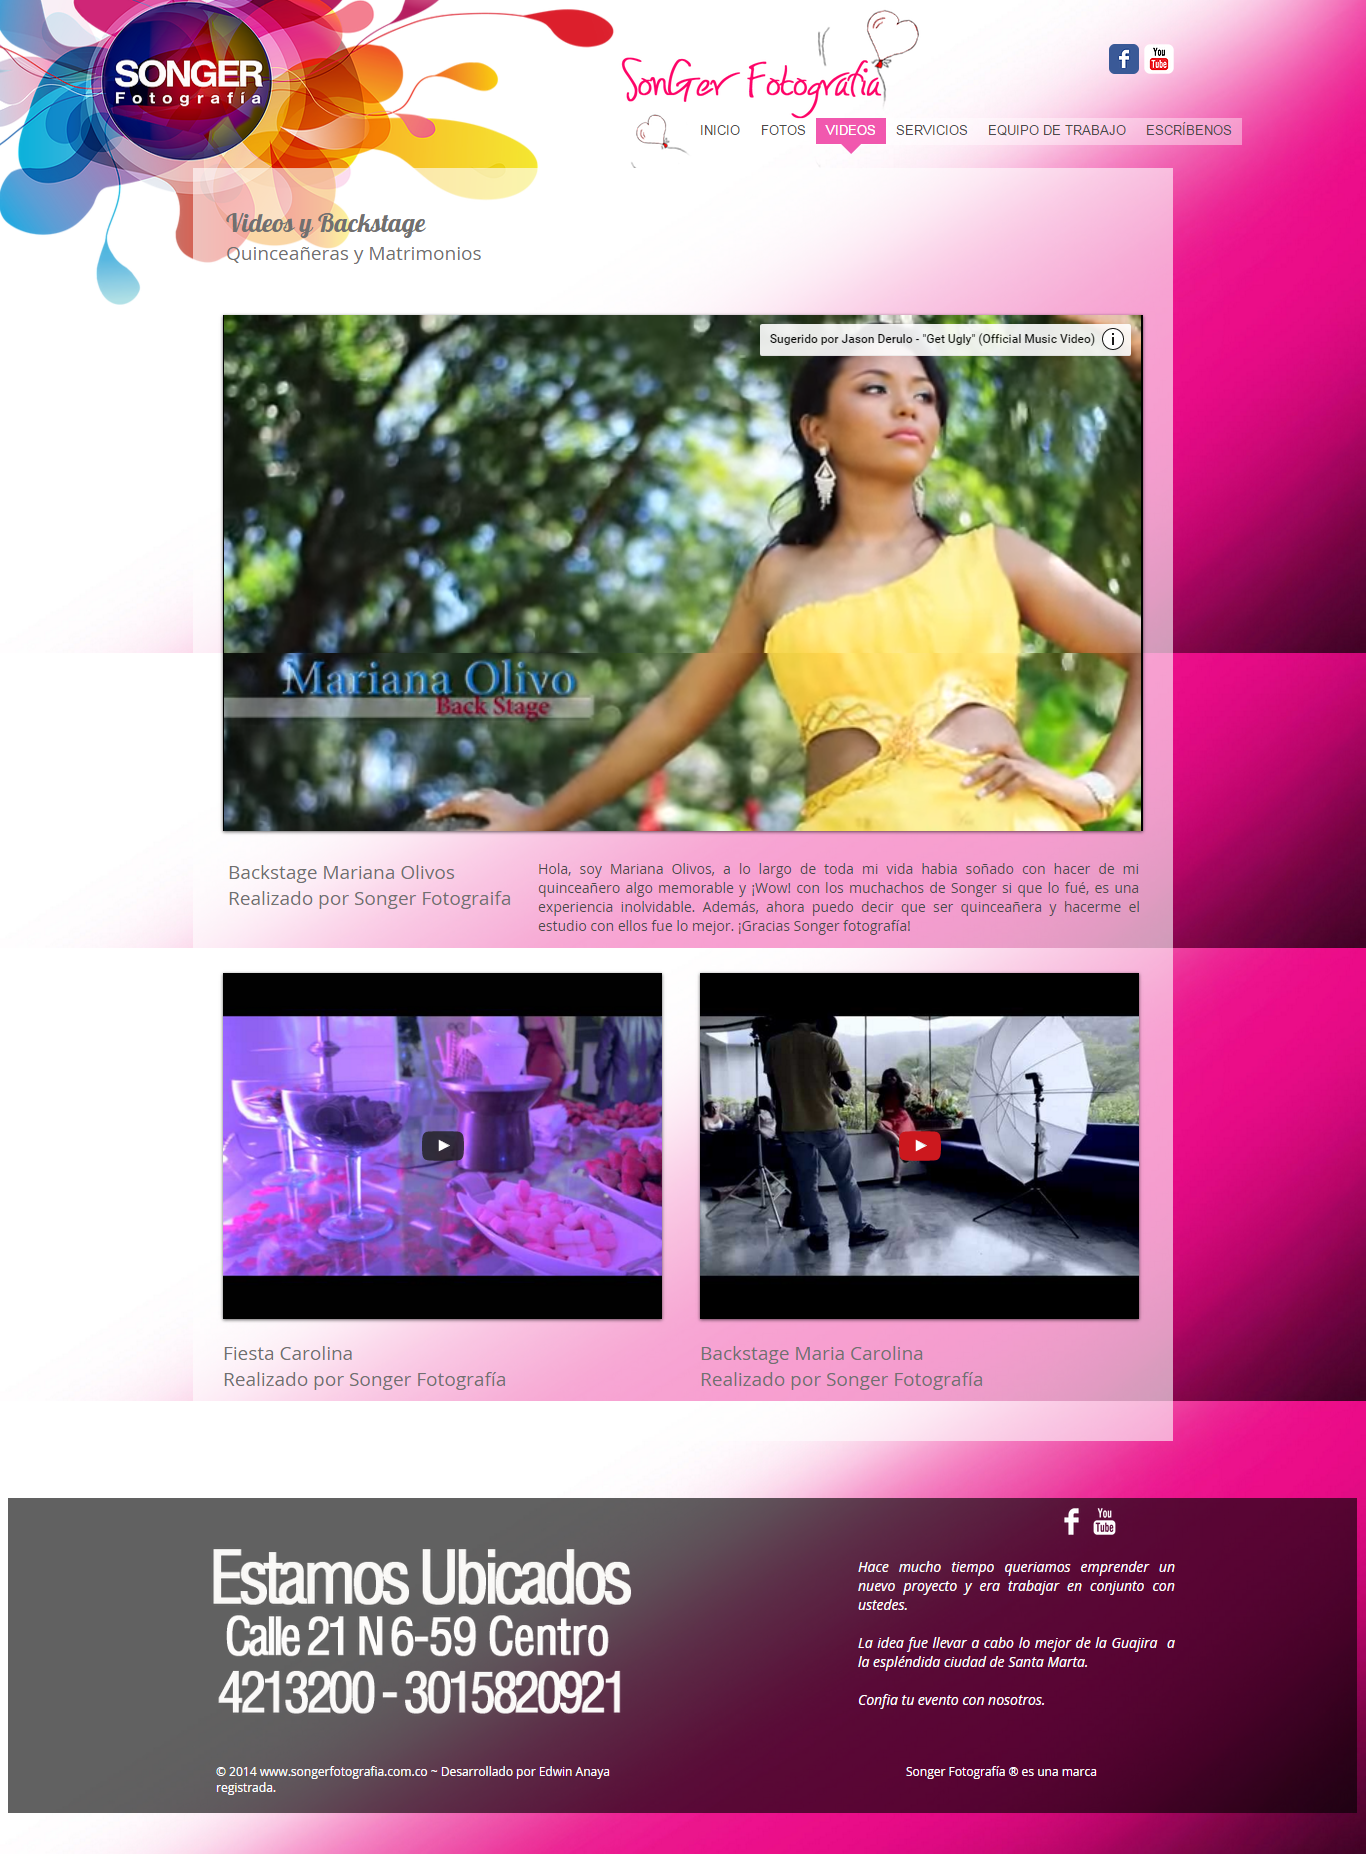 SONGER
Fotografía
SonGer Fotografia
You
Tube
INICIO
FOTOS
VIDEOS
SERVICIOS
EQUIPO DE TRABAJO
ESCRÍBENOS
Videos y Backstage
Quinceañeras y Matrimonios
Sugerido por Jason Derulo - "Get Ugly" (Official Music Video)
Mariana Olivo
Back Stage
Backstage Mariana Olivos
Realizado por Songer Fotograifa
Hola, soy Mariana Olivos, a lo largo de toda mi vida habia soñado con hacer de mi
quinceañero algo memorable y ¡Wow! con los muchachos de Songer si que lo fué, es una
experiencia inolvidable. Además, ahora puedo decir que ser quinceañera y hacerme el
estudio con ellos fue lo mejor. ¡Gracias Songer fotografía!
Fiesta Carolina
Realizado por Songer Fotografía
Backstage Maria Carolina
Realizado por Songer Fotografía
You
Tube
Estamos Ubicados
Calle 21 N 6-59 Centro
4213200 - 3015820921
Hace mucho tiempo queriamos emprender un
nuevo proyecto y era trabajar en conjunto con
ustedes.
La idea fue llevar a cabo lo mejor de la Guajira a
la espléndida ciudad de Santa Marta.
Confia tu evento con nosotros.
© 2014 www.songerfotografia.com.co ~ Desarrollado por Edwin Anaya
Songer Fotografía ® es una marca
registrada.